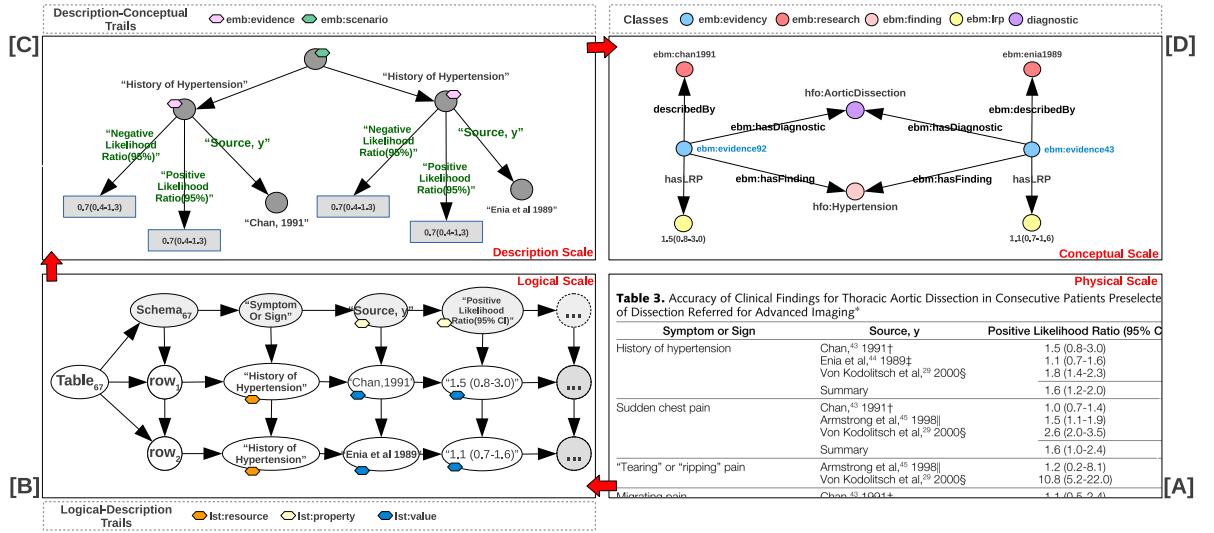 Description-Conceptual
Trails
emb:evidence
emb:scenario
Classes
emb:evidency
emb:research
ebm:finding
ebm:lrp
diagnostic
[C]
“History of Hypertension”
“History of Hypertension”
“Negative
Likelihood
Ratio(95%)”
“Source, y”
“Positive
Likelihood
Ratio(95%)”
“Negative
Likelihood
Ratio(95%)”
“Source, y”
“Positive
Likelihood
Ratio(95%)”
0.7(0.4-1.3)
0.7(0.4-1.3)
“Chan, 1991”
0.7(0.4-1.3)
0.7(0.4-1.3)
“Enia et al 1989”
Description Scale
[D]
ebm:chan1991
ebm:enia1989
hfo:AorticDissection
describedBy
ebm:describedBy
ebm:hasDiagnostic
ebm:hasDiagnostic
ebm:evidence92
ebm:evidence43
hasLRP
ebm:hasFinding
ebm:hasFinding
hasLRP
hfo:Hypertension
1.5(0.8-3.0)
1,1(0.7-1.6)
Conceptual Scale
Logical Scale
Schema67
“Symptom
Or Sign”
“Source, y”
“Positive
Likelihood
Ratio(95% CI)”
...
Table67
row1
“History of
Hypertension”
“Chan,1991”
“1.5 (0.8-3.0)”
...
row2
“History of
Hypertension”
“Enia et al 1989”
“1.1 (0.7-1.6)”
...
[B]
Logical-Description
Trails
lst:resource
lst:property
lst:value
Physical Scale
Table 3. Accuracy of Clinical Findings for Thoracic Aortic Dissection in Consecutive Patients Preselecte
of Dissection Referred for Advanced Imaging*
Symptom or Sign Source, y Positive Likelihood Ratio (95% C
History of hypertension Chan,43 1991† 1.5 (0.8-3.0)
Enia et al,44 1989‡ 1.1 (0.7-1.6)
Von Kodolitsch et al,29 2000§ 1.8 (1.4-2.3)
Summary 1.6 (1.2-2.0)
Sudden chest pain Chan,43 1991† 1.0 (0.7-1.4)
Armstrong et al,45 1998|| 1.5 (1.1-1.9)
Von Kodolitsch et al,29 2000§ 2.6 (2.0-3.5)
Summary 1.6 (1.0-2.4)
“Tearing” or “ripping” pain Armstrong et al,45 1998|| 1.2 (0.2-8.1)
Von Kodolitsch et al,29 2000§ 10.8 (5.2-22.0)
Migrating pain Chan,43 1991† 1.1 (0.5-2.4)
[A]